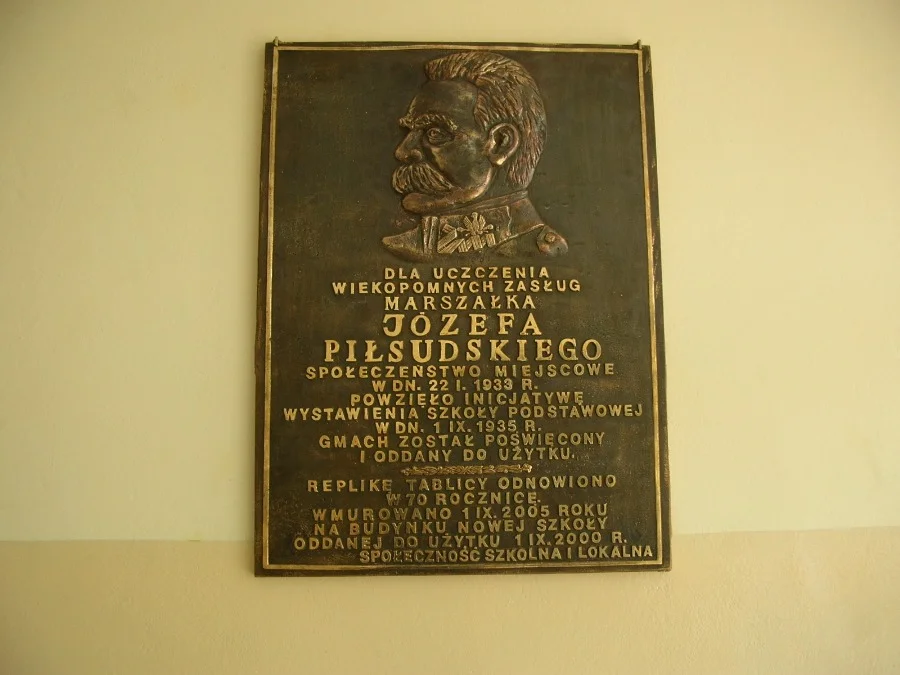 DLA UCZCZENIA
WIEKOPOMNYCH ZASŁUG
MARSZAŁKA
JÓZEFA
PIŁSUDSKIEGO
SPOŁECZEŃSTWO MIEJSCOWE
W DN. 22 I. 1933 R.
POWZIĘŁO INICJATYWĘ
WYSTAWIENIA SZKOŁY PODSTAWOWEJ
W DN. 1 IX. 1935 R.
GMACH ZOSTAŁ POŚWIĘCONY
I ODDANY DO UŻYTKU.
REPLIKĘ TABLICY ODNOWIONO
W 70 ROCZNICĘ.
WMUROWANO 1 IX. 2005 ROKU
NA BUDYNKU NOWEJ SZKOŁY
ODDANEJ DO UŻYTKU 1 IX. 2000 R.
SPOŁECZNOŚĆ SZKOLNA I LOKALNA